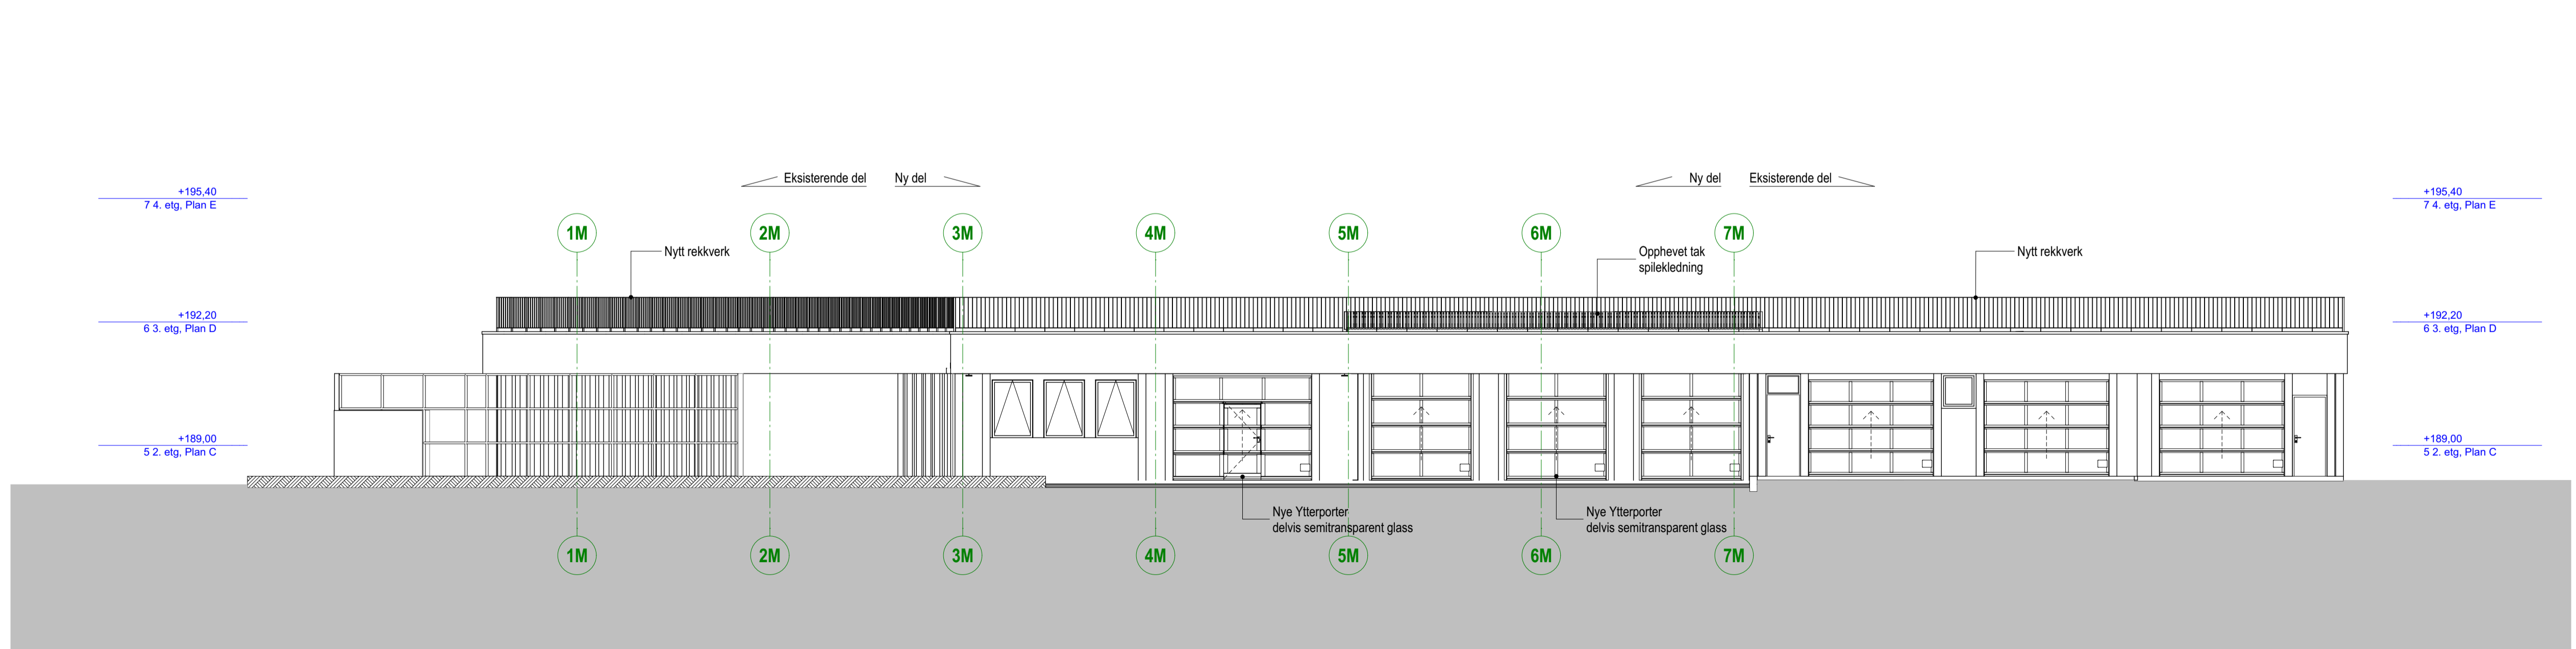 Eksisterende del
Ny del
Ny del
Eksisterende del
+195,40
7 4. etg, Plan E
+195,40
7 4. etg, Plan E
1M
2M
3M
4M
5M
6M
7M
Nytt rekkverk
Opphevet tak
spilekledning
Nytt rekkverk
+192,20
6 3. etg, Plan D
+192,20
6 3. etg, Plan D
+189,00
5 2. etg, Plan C
+189,00
5 2. etg, Plan C
Nye Ytterporter
delvis semitransparent glass
Nye Ytterporter
delvis semitransparent glass
1M
2M
3M
4M
5M
6M
7M